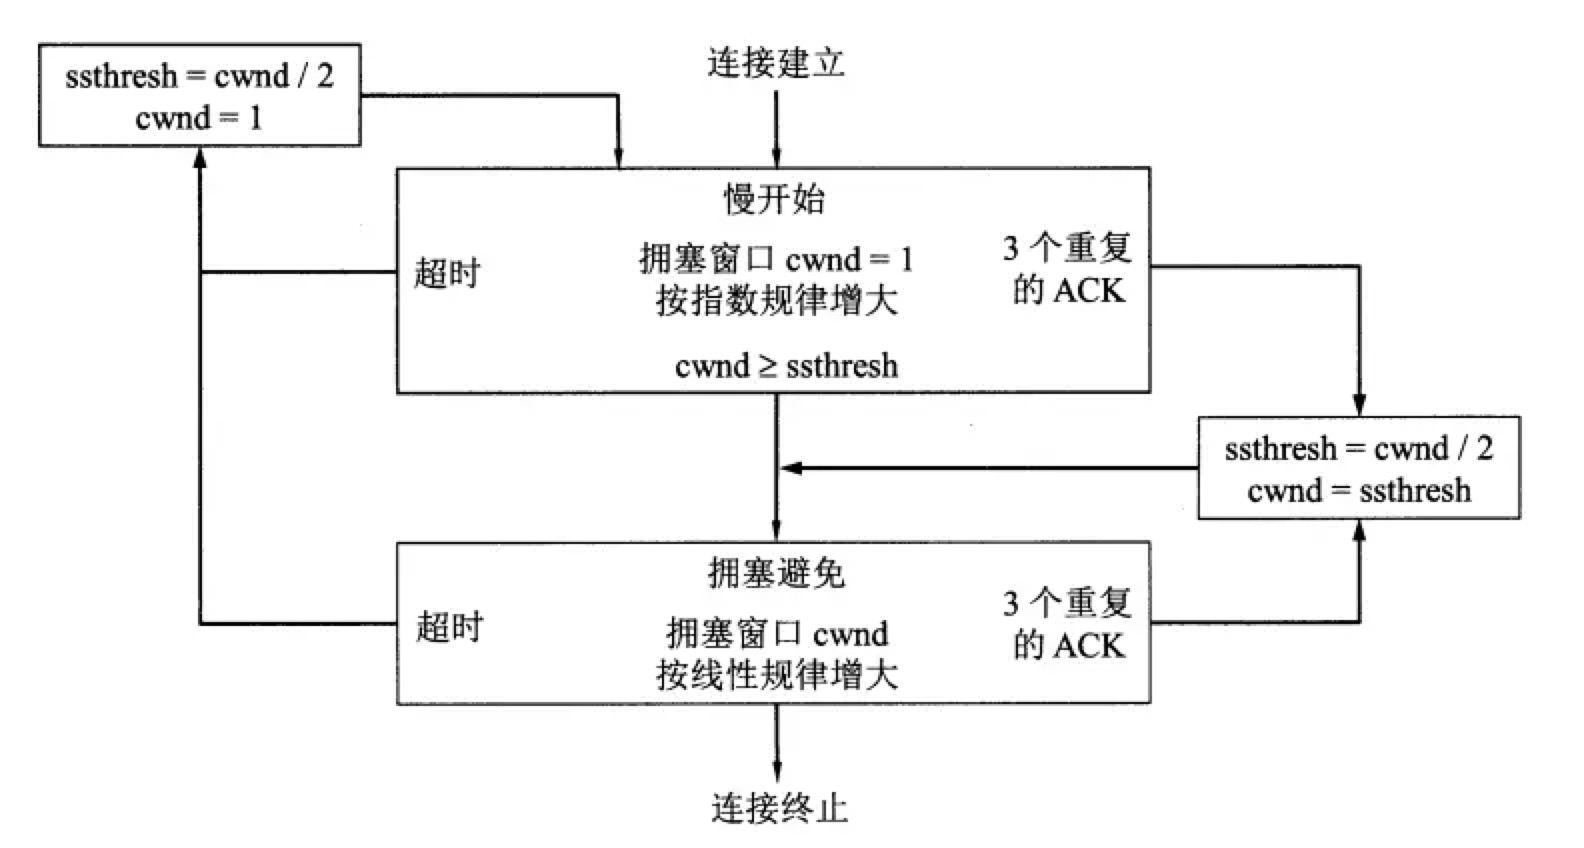 ssthresh = cwnd / 2
cwnd = 1
连接建立
慢开始
超时
拥塞窗口 cwnd = 1
按指数规律增大
3 个重复
的 ACK
cwnd ≥ ssthresh
ssthresh = cwnd / 2
cwnd = ssthresh
拥塞避免
超时
拥塞窗口 cwnd
按线性规律增大
3 个重复
的 ACK
连接终止